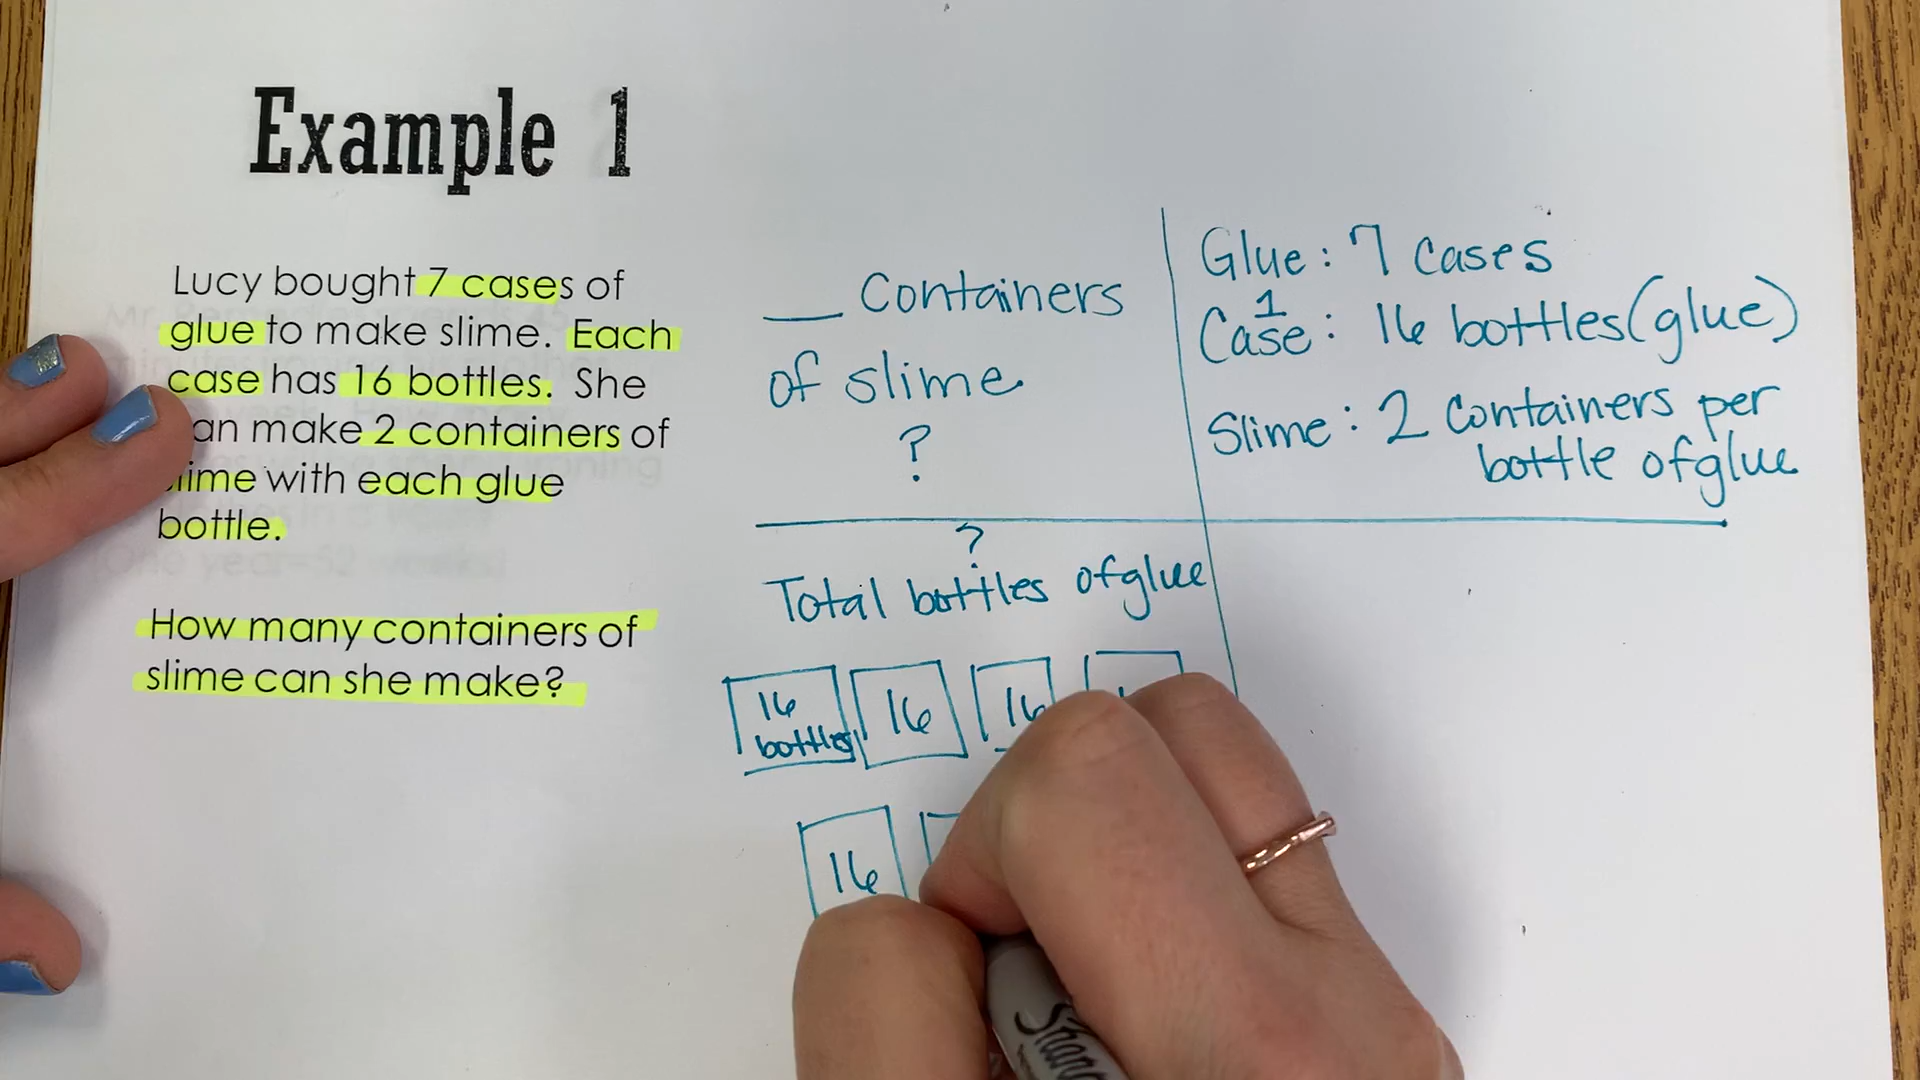 Example 1
Lucy bought 7 cases of
glue to make slime. Each
case has 16 bottles. She
an make 2 containers of
lime with each glue
bottle.
How many containers of
slime can she make?
__ Containers
of slime
?
Glue : 7 cases
1
Case : 16 bottles (glue)
Slime : 2 Containers per
bottle of glue
?
Total bottles of glue
16
bottles
16
16
16
Sharp